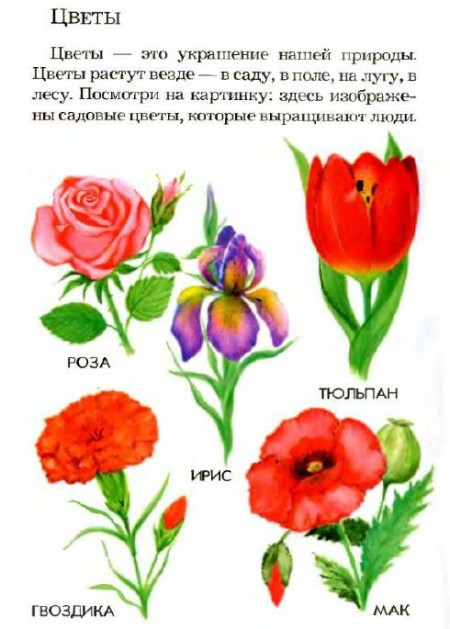 Цветы
Цветы — это украшение нашей природы.
Цветы растут везде — в саду, в поле, на лугу, в
лесу. Посмотри на картинку: здесь изображе-
ны садовые цветы, которые выращивают люди.
РОЗА
ТЮЛЬПАН
ИРИС
ГВОЗДИКА
МАК